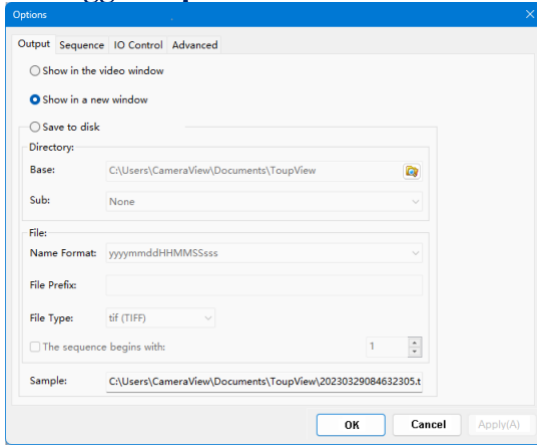 Options
Output Sequence IO Control Advanced
Show in the video window
Show in a new window
Save to disk
Directory:
Base: C:\Users\CameraView\Documents\ToupView
Sub: None
File:
Name Format: yyyymmddHHMMSSsss
File Prefix:
File Type: tif (TIFF)
The sequence begins with: 1
Sample: C:\Users\CameraView\Documents\ToupView\20230329084632305.t
OK Cancel Apply(A)